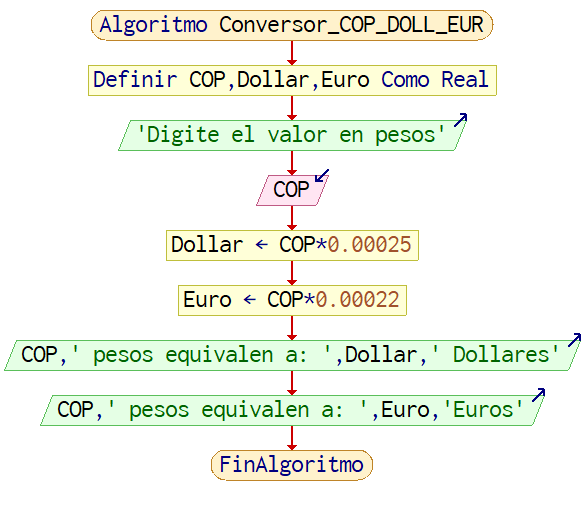 Algoritmo Conversor_COP_DOLL_EUR
Definir COP,Dollar,Euro Como Real
'Digite el valor en pesos'
COP
Dollar ← COP*0.00025
Euro ← COP*0.00022
COP,' pesos equivalen a: ',Dollar,' Dollares'
COP,' pesos equivalen a: ',Euro,'Euros'
FinAlgoritmo